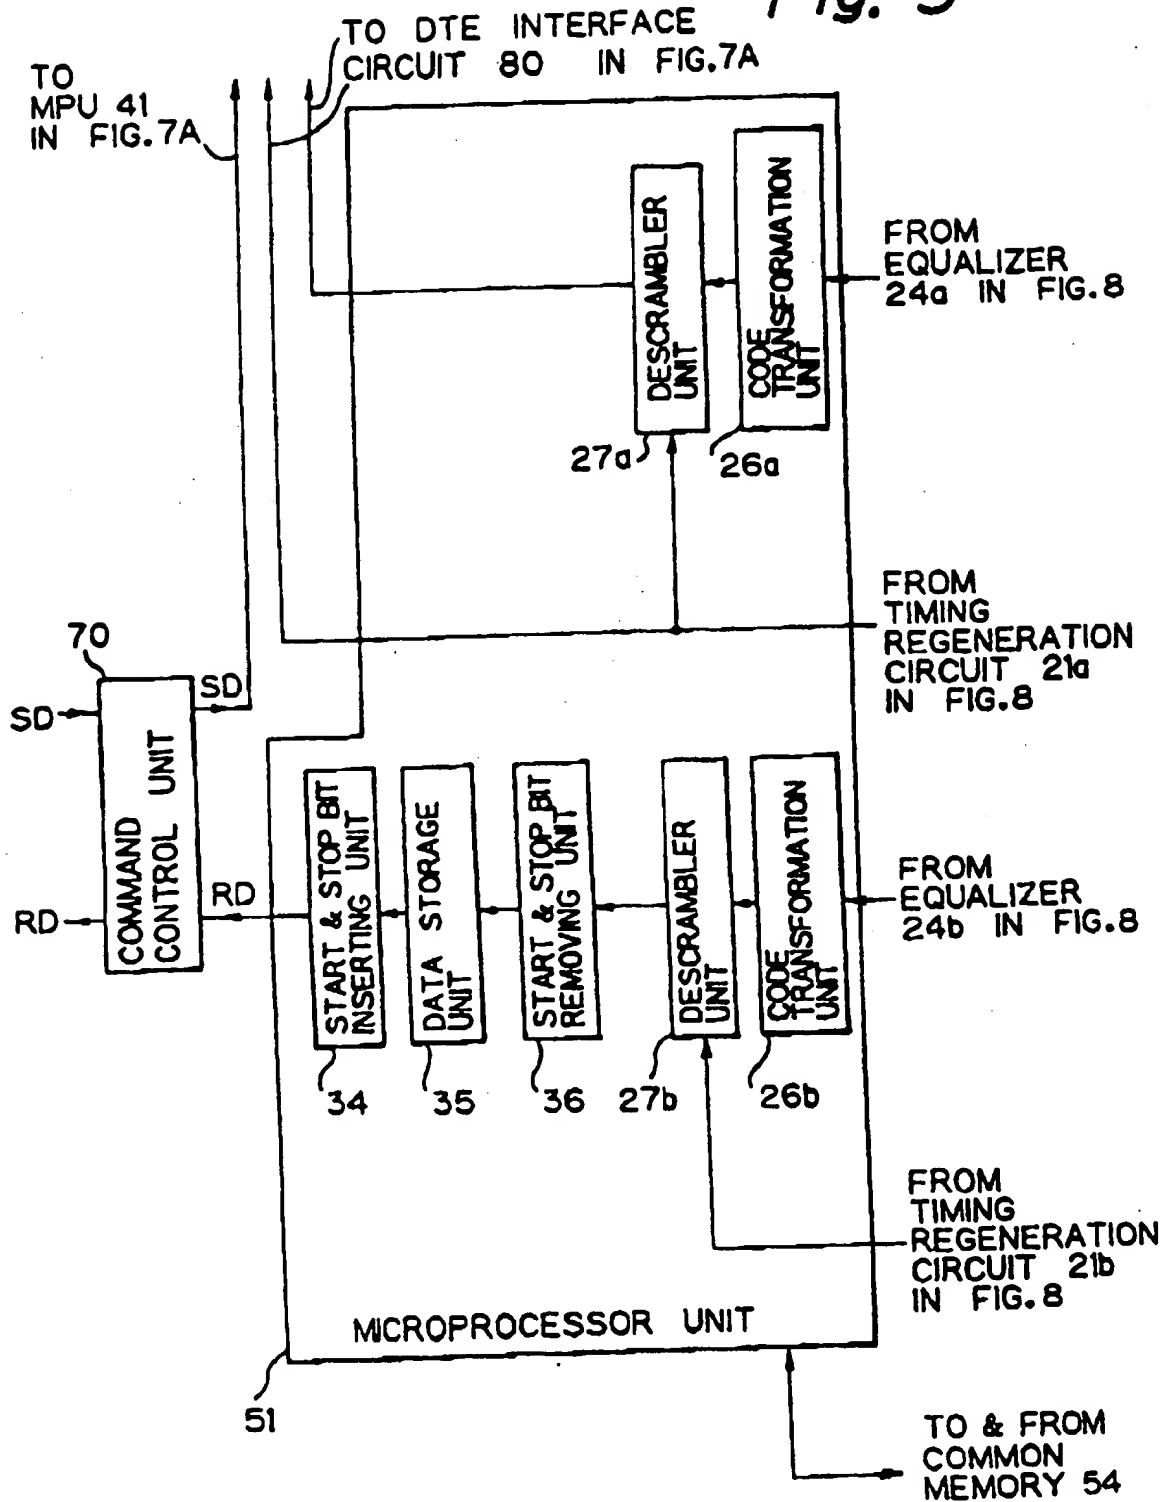 Fig. 9
TO DTE INTERFACE
CIRCUIT 80 IN FIG.7A
TO
MPU 41
IN FIG.7A
DESCRAMBLER
UNIT
CODE
TRANSFORMATION
UNIT
FROM
EQUALIZER
24a IN FIG.8
27a
26a
FROM
TIMING
REGENERATION
CIRCUIT 21a
IN FIG.8
70
SD
SD
COMMAND
CONTROL UNIT
RD
RD
START & STOP BIT
INSERTING UNIT
DATA STORAGE
UNIT
START & STOP BIT
REMOVING UNIT
DESCRAMBLER
UNIT
CODE
TRANSFORMATION
UNIT
FROM
EQUALIZER
24b IN FIG.8
34
35
36
27b
26b
FROM
TIMING
REGENERATION
CIRCUIT 21b
IN FIG.8
MICROPROCESSOR UNIT
51
TO & FROM
COMMON
MEMORY 54